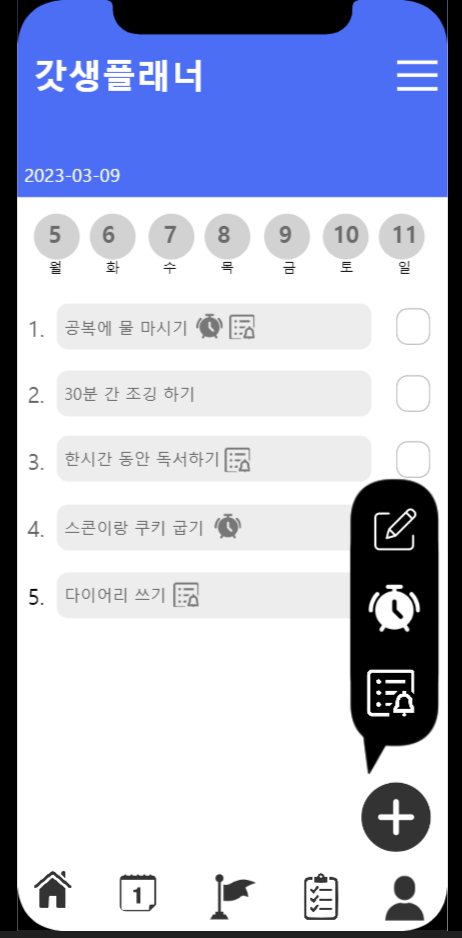 갓생플래너
2023-03-09
5 6 7 8 9 10 11
월 화 수 목 금 토 일
1. 공복에 물 마시기
2. 30분 간 조깅 하기
3. 한시간 동안 독서하기
4. 스콘이랑 쿠키 굽기
5. 다이어리 쓰기
1